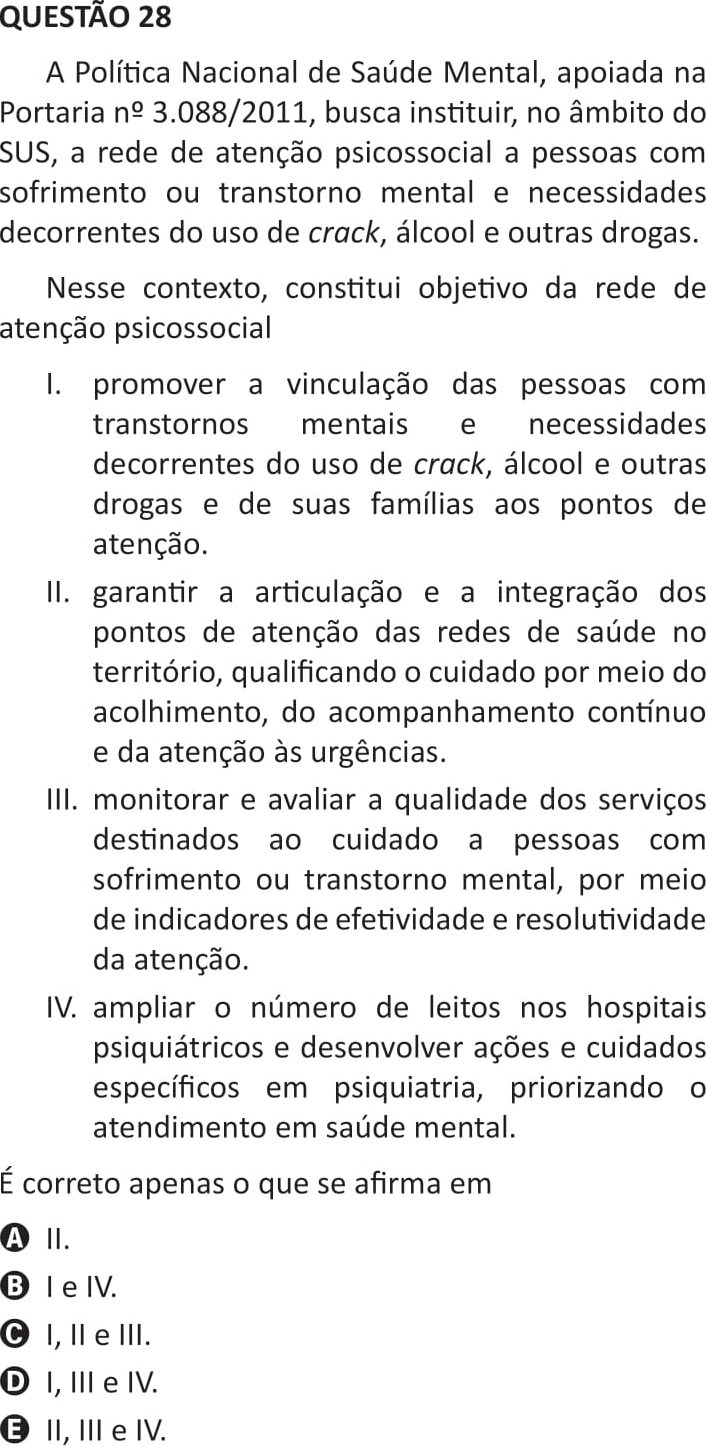 QUESTÃO 28
A Política Nacional de Saúde Mental, apoiada na
Portaria nº 3.088/2011, busca instituir, no âmbito do
SUS, a rede de atenção psicossocial a pessoas com
sofrimento ou transtorno mental e necessidades
decorrentes do uso de crack, álcool e outras drogas.
Nesse contexto, constitui objetivo da rede de
atenção psicossocial
I. promover a vinculação das pessoas com
transtornos mentais e necessidades
decorrentes do uso de crack, álcool e outras
drogas e de suas famílias aos pontos de
atenção.
II. garantir a articulação e a integração dos
pontos de atenção das redes de saúde no
território, qualificando o cuidado por meio do
acolhimento, do acompanhamento contínuo
e da atenção às urgências.
III. monitorar e avaliar a qualidade dos serviços
destinados ao cuidado a pessoas com
sofrimento ou transtorno mental, por meio
de indicadores de efetividade e resolutividade
da atenção.
IV. ampliar o número de leitos nos hospitais
psiquiátricos e desenvolver ações e cuidados
específicos em psiquiatria, priorizando o
atendimento em saúde mental.
É correto apenas o que se afirma em
A II.
B I e IV.
C I, II e III.
D I, III e IV.
E II, III e IV.